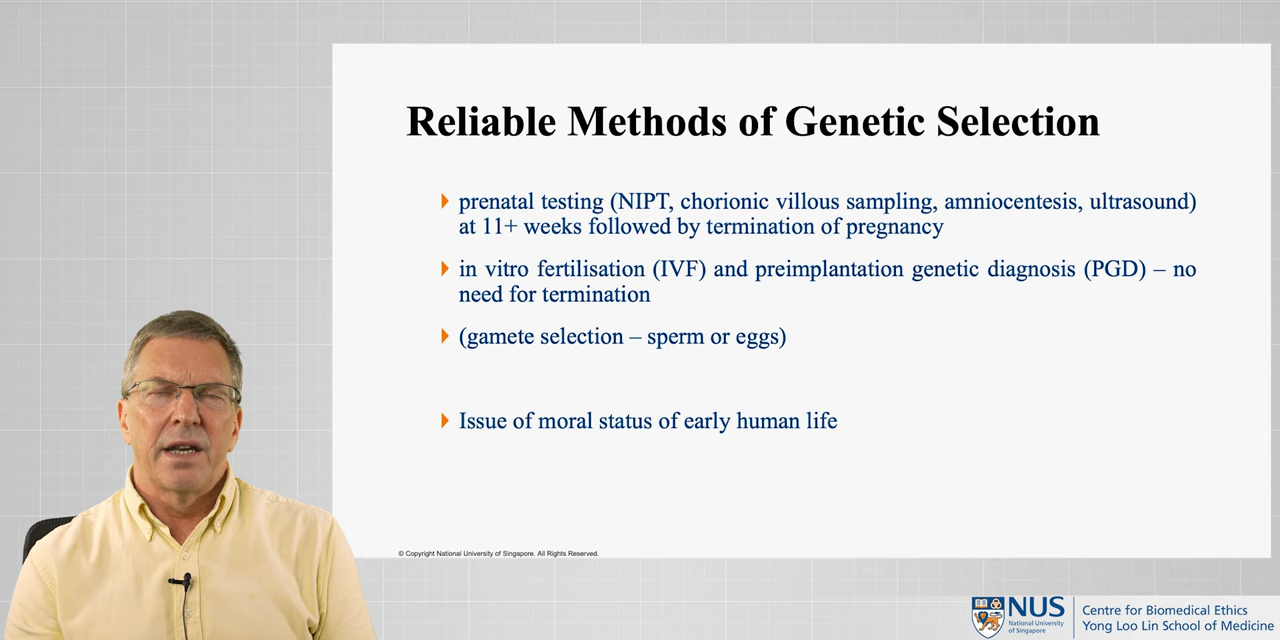 Reliable Methods of Genetic Selection
prenatal testing (NIPT, chorionic villous sampling, amniocentesis, ultrasound)
at 11+ weeks followed by termination of pregnancy
in vitro fertilisation (IVF) and preimplantation genetic diagnosis (PGD) – no
need for termination
(gamete selection – sperm or eggs)
Issue of moral status of early human life
© Copyright National University of Singapore. All Rights Reserved.
NUS
National University
of Singapore
Centre for Biomedical Ethics
Yong Loo Lin School of Medicine